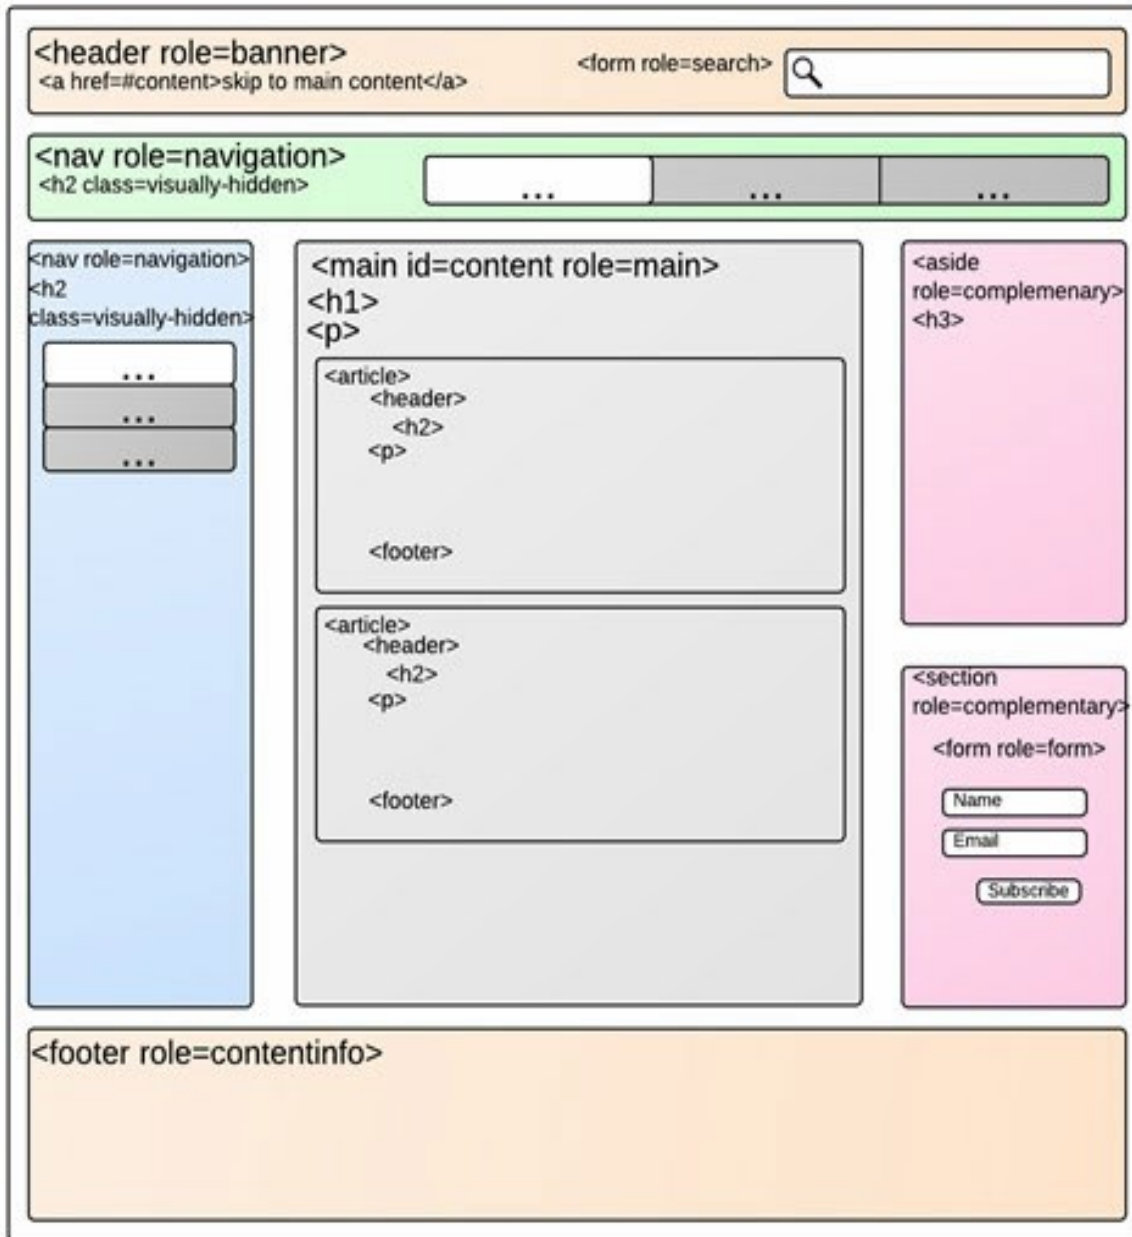 <header role=banner>
<a href=#content>skip to main content</a>
<form role=search>
<nav role=navigation>
<h2 class=visually-hidden>
...
...
...
<nav role=navigation>
<h2
class=visually-hidden>
...
...
...
<main id=content role=main>
<h1>
<p>
<article>
<header>
<h2>
<p>
<footer>
<article>
<header>
<h2>
<p>
<footer>
<aside
role=complemenary>
<h3>
<section
role=complementary>
<form role=form>
Name
Email
Subscribe
<footer role=contentinfo>